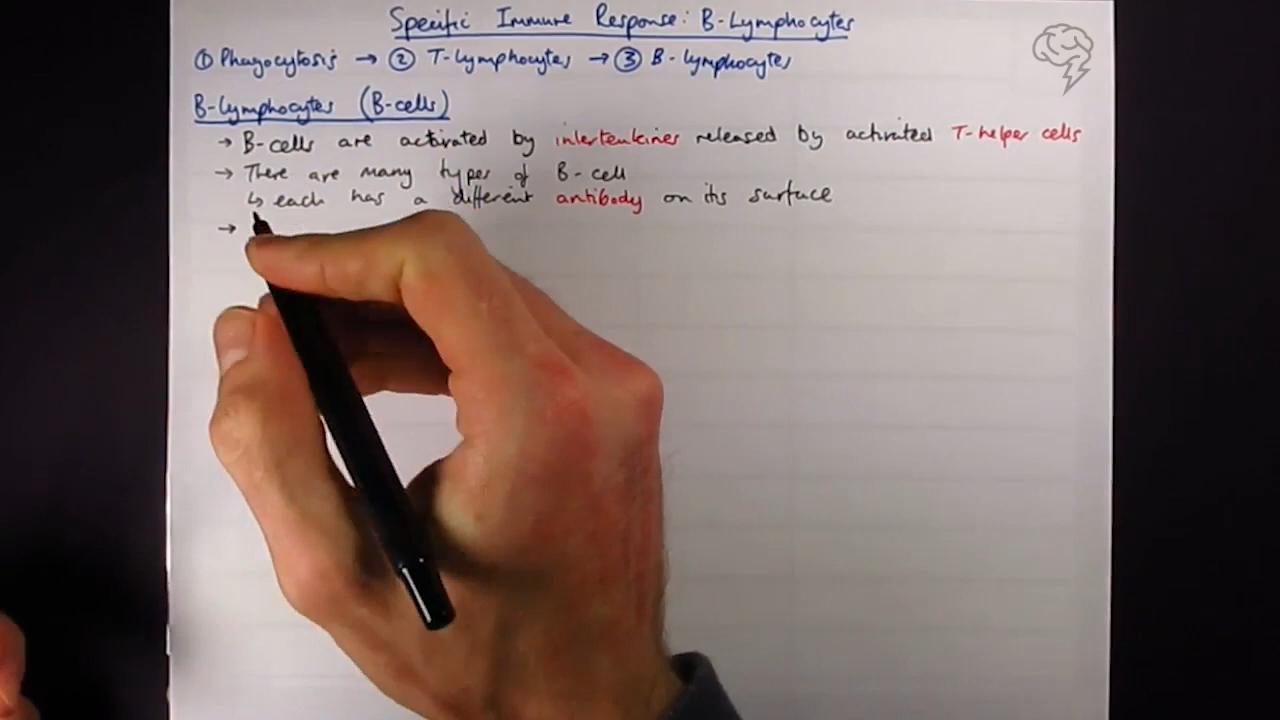 Specific Immune Response: B-Lymphocytes
① Phagocytosis → ② T-lymphocytes → ③ B-lymphocytes
B-Lymphocytes (B-cells)
→ B-cells are activated by interleukines released by activated T-helper cells
→ There are many types of B-cell
↳ each has a different antibody on its surface
→